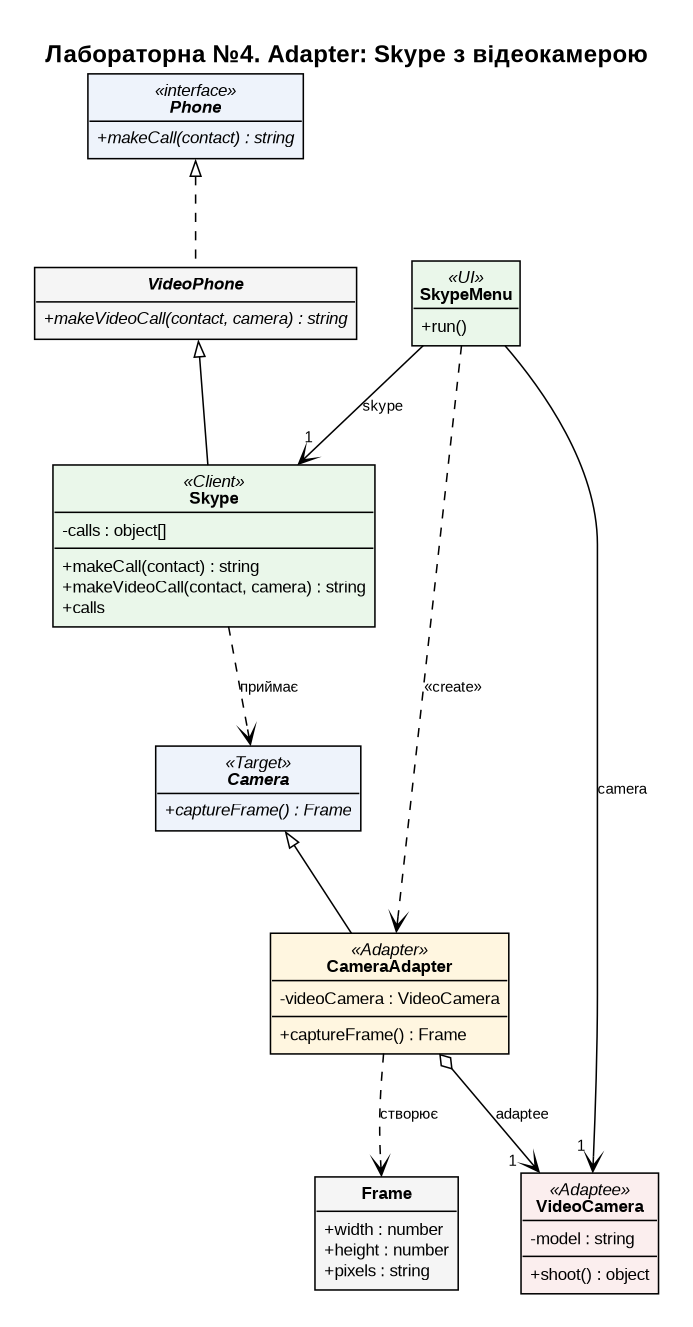 Лабораторна №4. Adapter: Skype з відеокамерою
«interface»
Phone
+makeCall(contact) : string
VideoPhone
+makeVideoCall(contact, camera) : string
«UI»
SkypeMenu
+run()
skype
1
«Client»
Skype
-calls : object[]
+makeCall(contact) : string
+makeVideoCall(contact, camera) : string
+calls
приймає
«create»
«Target»
Camera
+captureFrame() : Frame
camera
«Adapter»
CameraAdapter
-videoCamera : VideoCamera
+captureFrame() : Frame
створює
adaptee
1
1
Frame
+width : number
+height : number
+pixels : string
«Adaptee»
VideoCamera
-model : string
+shoot() : object